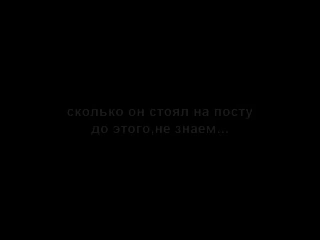 сколько он стоял на посту
до этого,не знаем...